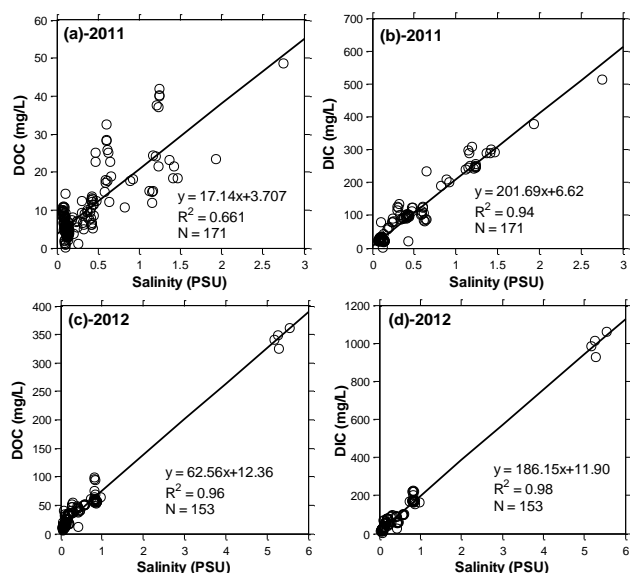 (a)-2011
DOC (mg/L)
60
50
40
30
20
10
0
y = 17.14x+3.707
R2 = 0.661
N = 171
0 0.5 1 1.5 2 2.5 3
Salinity (PSU)
(b)-2011
DIC (mg/L)
700
600
500
400
300
200
100
0
y = 201.69x+6.62
R2 = 0.94
N = 171
0 0.5 1 1.5 2 2.5 3
Salinity (PSU)
(c)-2012
DOC (mg/L)
400
350
300
250
200
150
100
50
0
y = 62.56x+12.36
R2 = 0.96
N = 153
0 1 2 3 4 5 6
Salinity (PSU)
(d)-2012
DIC (mg/L)
1200
1000
800
600
400
200
0
y = 186.15x+11.90
R2 = 0.98
N = 153
0 1 2 3 4 5 6
Salinity (PSU)